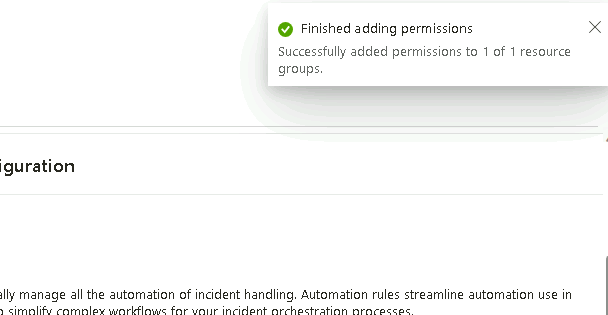 Finished adding permissions
Successfully added permissions to 1 of 1 resource
groups.
iguration
ally manage all the automation of incident handling. Automation rules streamline automation use in
simplify complex workflows for your incident orchestration processes.